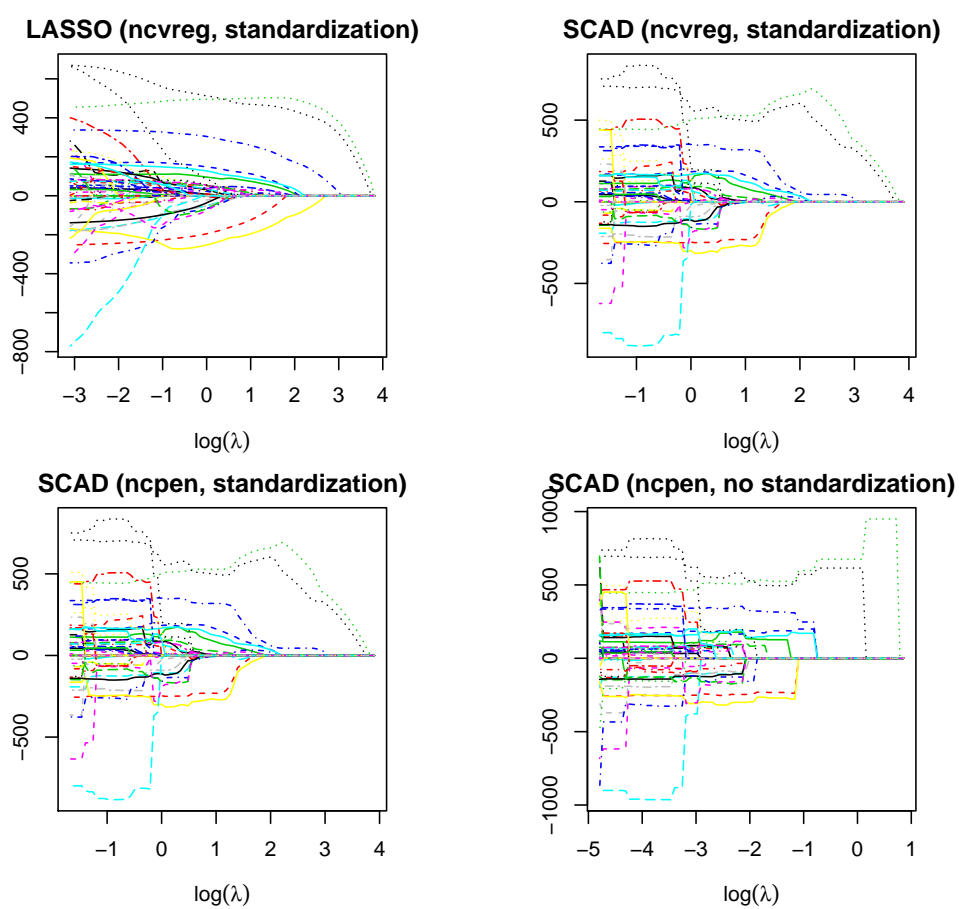 LASSO (ncvreg, standardization)
400
0
−400
−800
−3 −2 −1 0 1 2 3 4
log(λ)
SCAD (ncvreg, standardization)
500
0
−500
−1 0 1 2 3 4
log(λ)
SCAD (ncpen, standardization)
500
0
−500
−1 0 1 2 3 4
log(λ)
SCAD (ncpen, no standardization)
1000
500
0
−500
−1000
−5 −4 −3 −2 −1 0 1
log(λ)